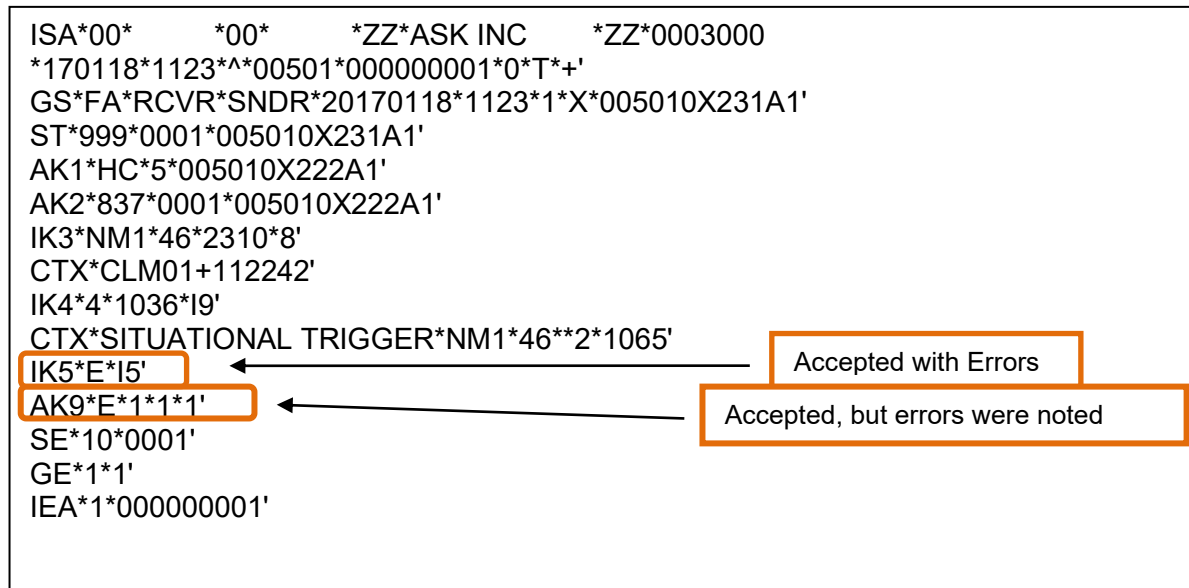 ISA*00*          *00*          *ZZ*ASK INC        *ZZ*0003000
*170118*1123*^*00501*000000001*0*T*+'
GS*FA*RCVR*SNDR*20170118*1123*1*X*005010X231A1'
ST*999*0001*005010X231A1'
AK1*HC*5*005010X222A1'
AK2*837*0001*005010X222A1'
IK3*NM1*46*2310*8'
CTX*CLM01+112242'
IK4*4*1036*I9'
CTX*SITUATIONAL TRIGGER*NM1*46**2*1065'
IK5*E*I5'
Accepted with Errors
AK9*E*1*1*1'
Accepted, but errors were noted
SE*10*0001'
GE*1*1'
IEA*1*000000001'